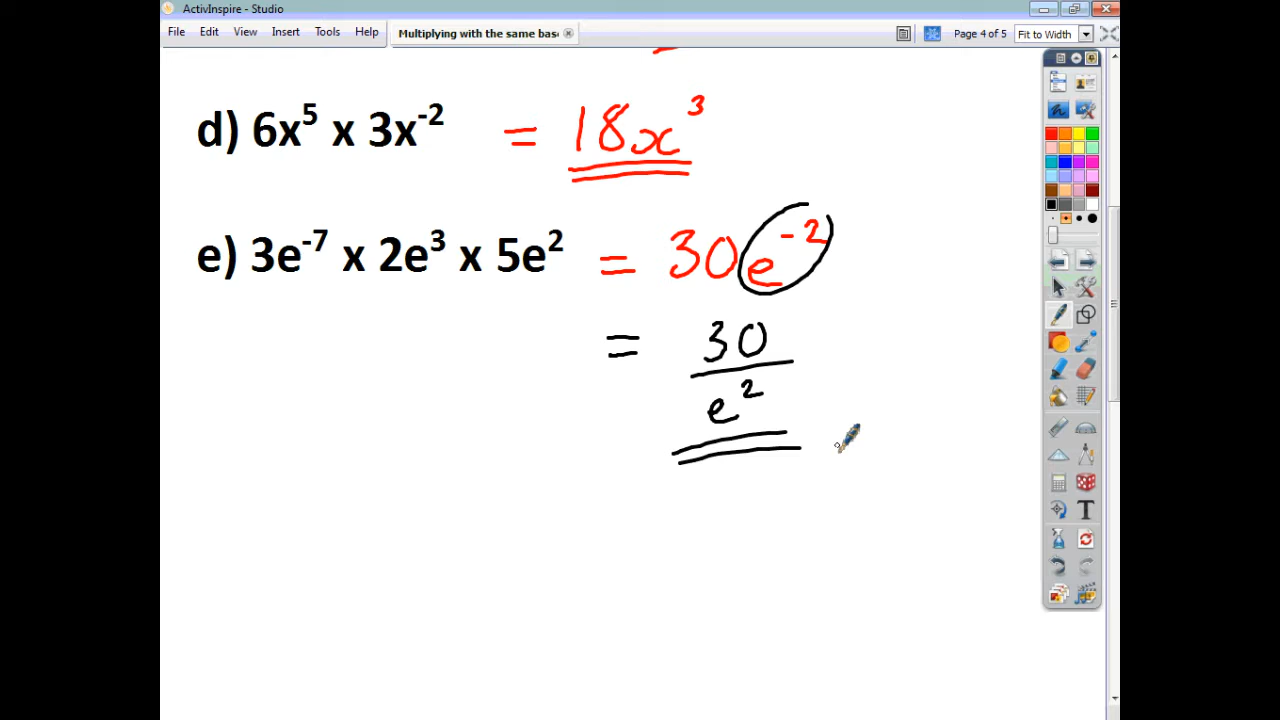 ActivInspire - Studio
File Edit View Insert Tools Help Multiplying with the same bas Page 4 of 5 Fit to Width
d) 6x⁵ x 3x⁻² = 18x³
e) 3e⁻⁷ x 2e³ x 5e² = 30e⁻²
= 30
e²
T